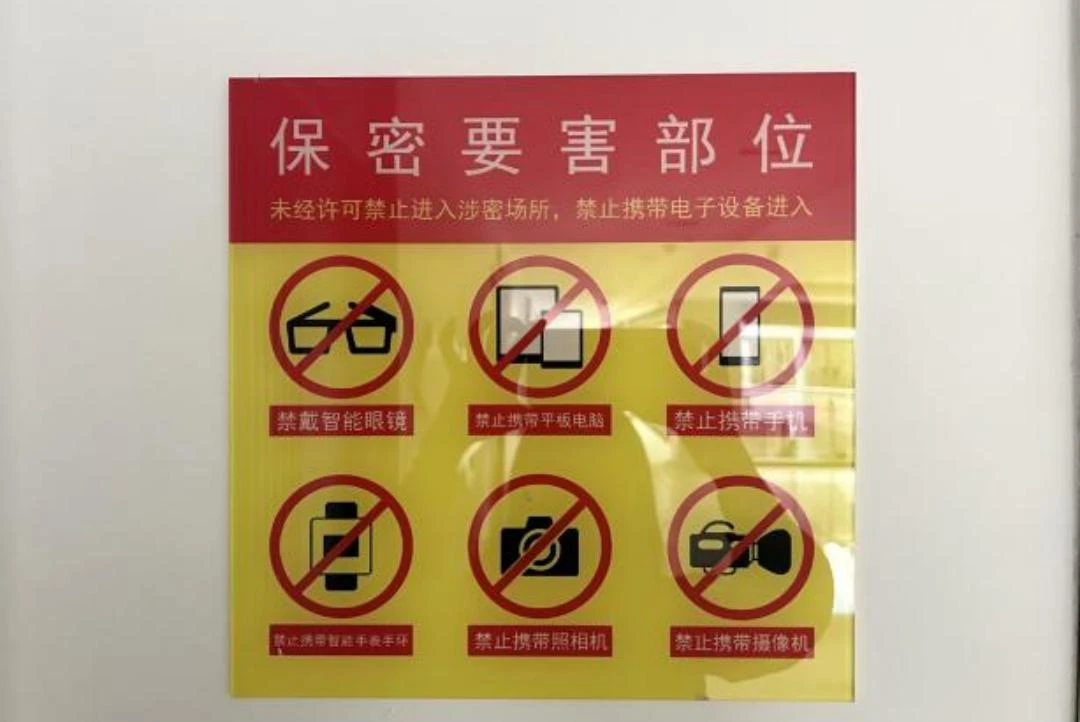 保密要害部位
未经许可禁止进入涉密场所，禁止携带电子设备进入
禁戴智能眼镜
禁止携带平板电脑
禁止携带手机
禁止携带智能手表手环
禁止携带照相机
禁止携带摄像机